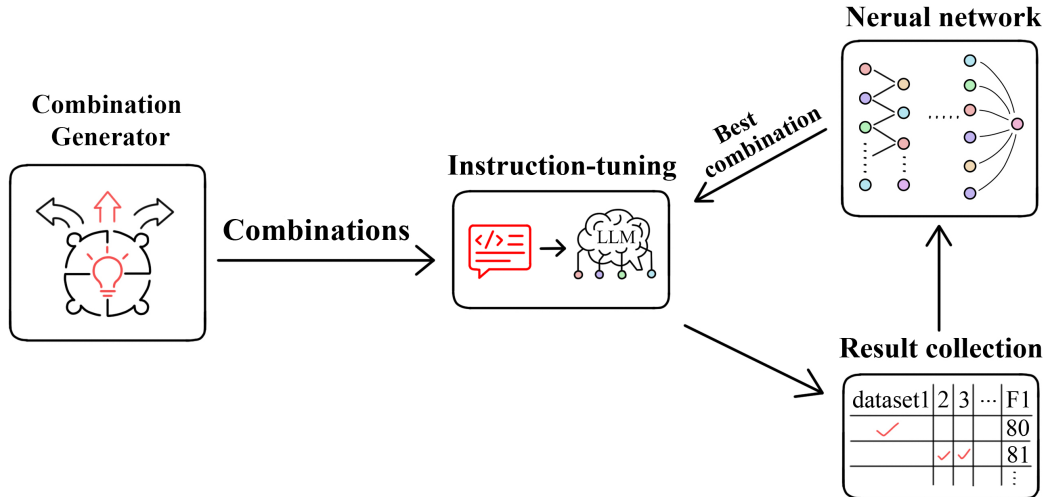 Nerual network
Combination
Generator
Best
combination
Instruction-tuning
Combinations
</>
LLM
Result collection
dataset1 2 3 ... F1
80
81
⋮